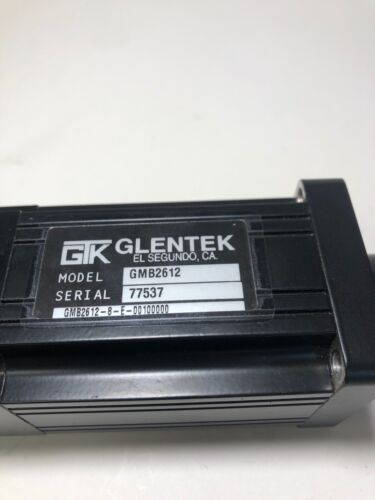 GTK GLENTEK
EL SEGUNDO, CA.
MODEL GMB2612
SERIAL 77537
GMB2612-8-E-00100000